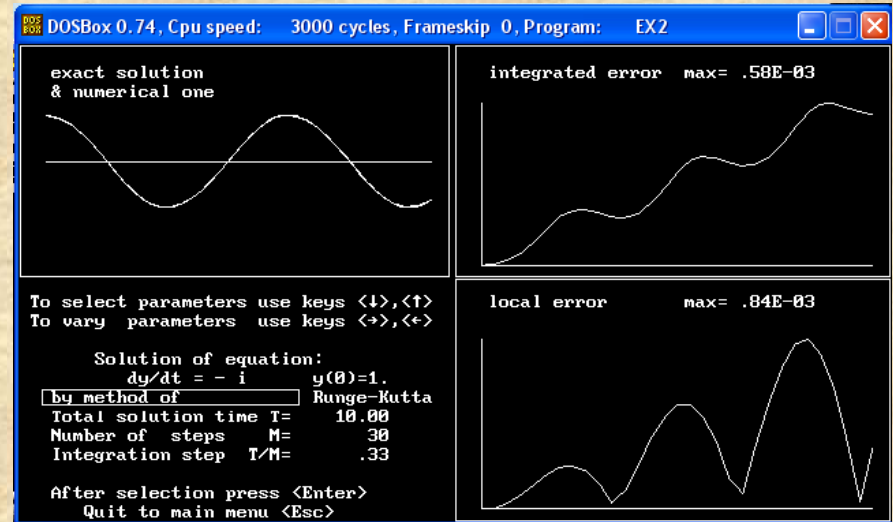 DOSBox 0.74, Cpu speed: 3000 cycles, Frameskip 0, Program: EX2
exact solution
& numerical one
integrated error max= .58E-03
To select parameters use keys <↓>,<↑>
To vary parameters use keys <→>,<←>
Solution of equation:
dy/dt = - i y(0)=1.
by method of Runge-Kutta
Total solution time T= 10.00
Number of steps M= 30
Integration step T/M= .33
After selection press <Enter>
Quit to main menu <Esc>
local error max= .84E-03